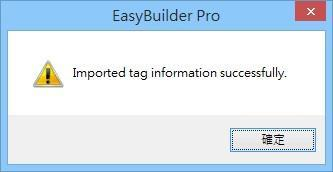 EasyBuilder Pro
Imported tag information successfully.
確定